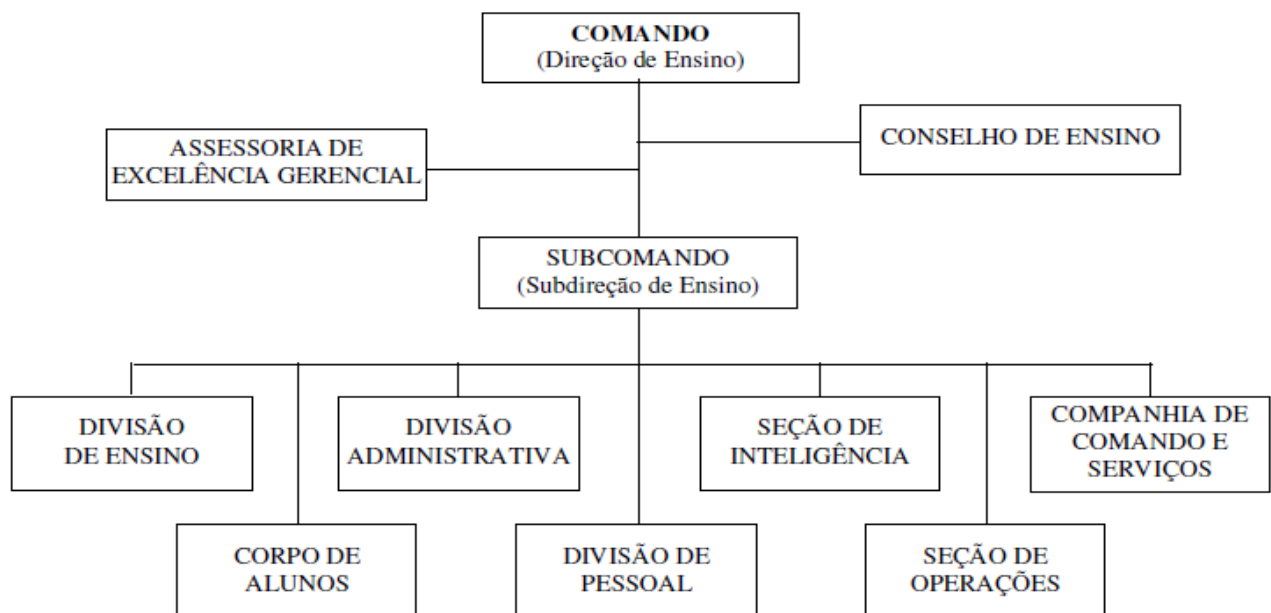 COMANDO
(Direção de Ensino)
CONSELHO DE ENSINO
ASSESSORIA DE
EXCELÊNCIA GERENCIAL
SUBCOMANDO
(Subdireção de Ensino)
DIVISÃO
DE ENSINO
DIVISÃO
ADMINISTRATIVA
SEÇÃO DE
INTELIGÊNCIA
COMPANHIA DE
COMANDO E
SERVIÇOS
CORPO DE
ALUNOS
DIVISÃO DE
PESSOAL
SEÇÃO DE
OPERAÇÕES